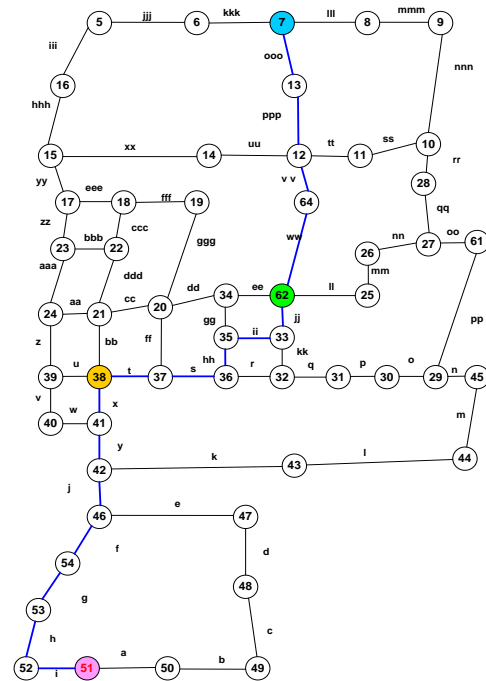 jjj kkk lll mmm
5 6 7 8 9
iii ooo nnn
16 13
hhh ppp
xx uu tt ss
15 14 12 11 10
yy v v rr
eee fff 28
17 18 19 64
zz ccc qq
bbb ggg ww nn oo
23 22 26 27 61
aaa ddd mm
cc dd ee ll
34 62 25
24 aa 21 20 gg jj pp
z bb ff 35 ii 33
u t s hh r kk q p o n
39 38 37 36 32 31 30 29 45
v w x m
40 41
y k l
42 43 44
j e
46 47
f d
54
g 48
53 c
h a b
52 i 51 50 49